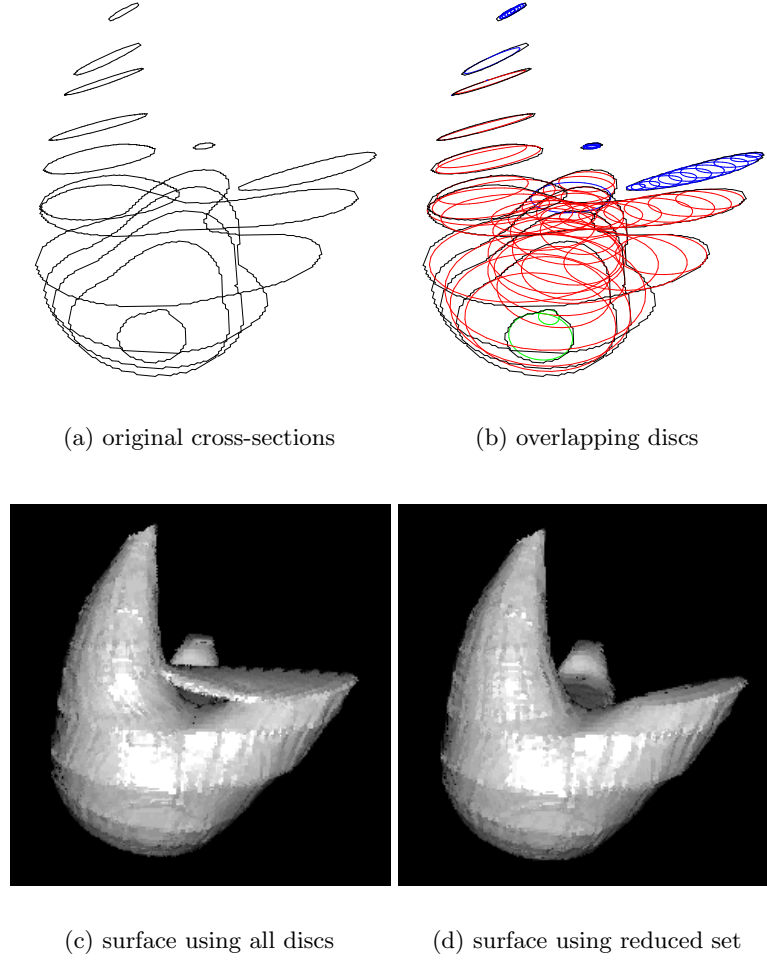 (a) original cross-sections
(b) overlapping discs
(c) surface using all discs
(d) surface using reduced set